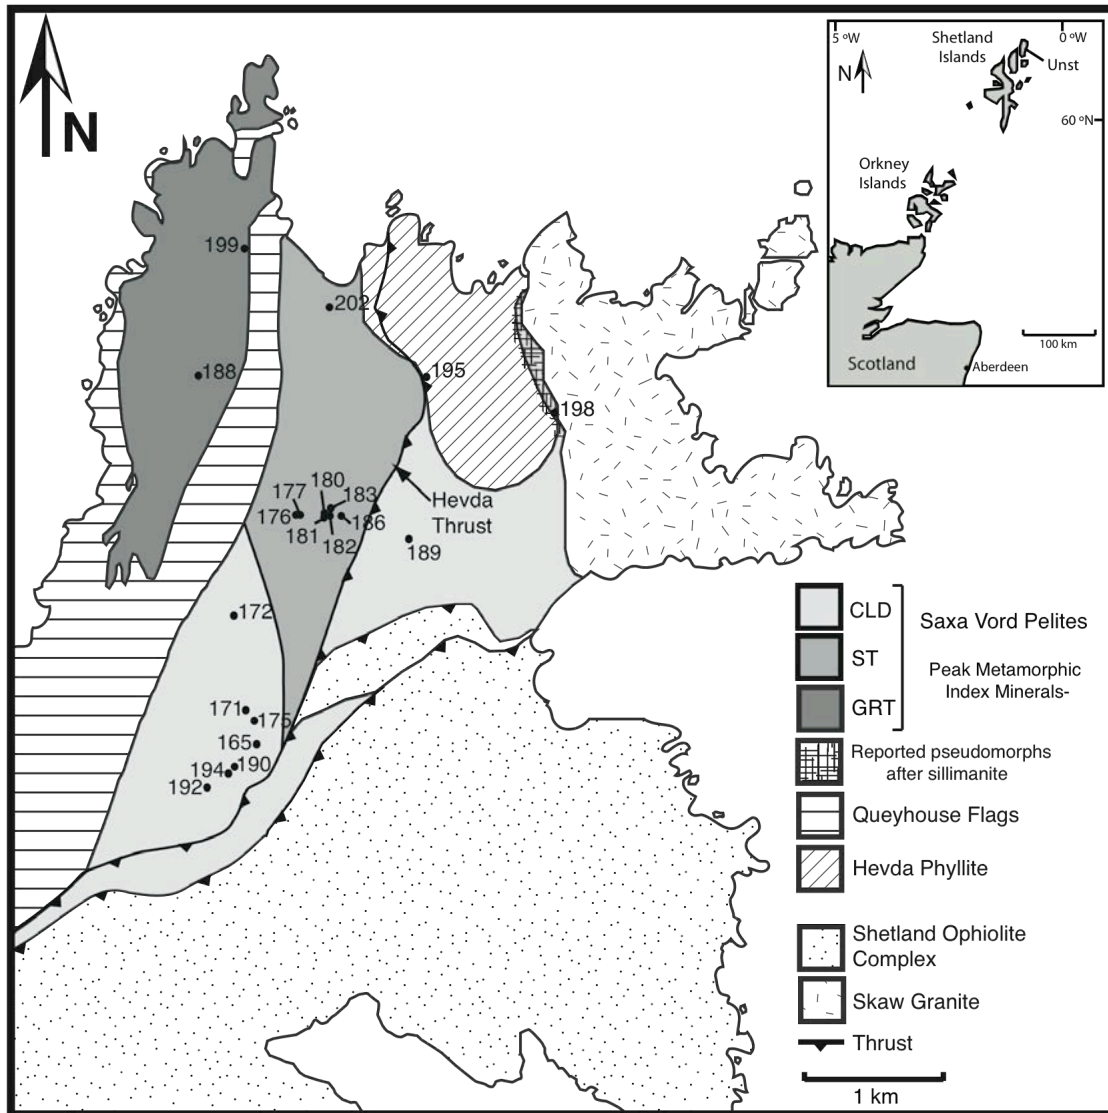 N
199
202
188
195
198
180
177
183
176
186
181
182
Hevda
Thrust
189
172
171
175
165
190
194
192
5 ºW
0 ºW
Shetland
Islands
N
Unst
60 ºN
Orkney
Islands
100 km
Scotland
Aberdeen
CLD
ST
GRT
Saxa Vord Pelites
Peak Metamorphic
Index Minerals-
Reported pseudomorphs
after sillimanite
Queyhouse Flags
Hevda Phyllite
Shetland Ophiolite
Complex
Skaw Granite
Thrust
1 km